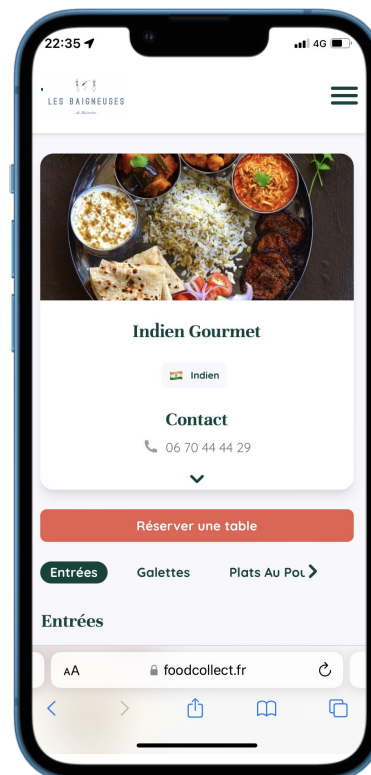 22:35
4G
LES BAIGNEUSES
Indien Gourmet
Indien
Contact
06 70 44 44 29
Réserver une table
Entrées
Galettes
Plats Au Pou
Entrées
AA
foodcollect.fr